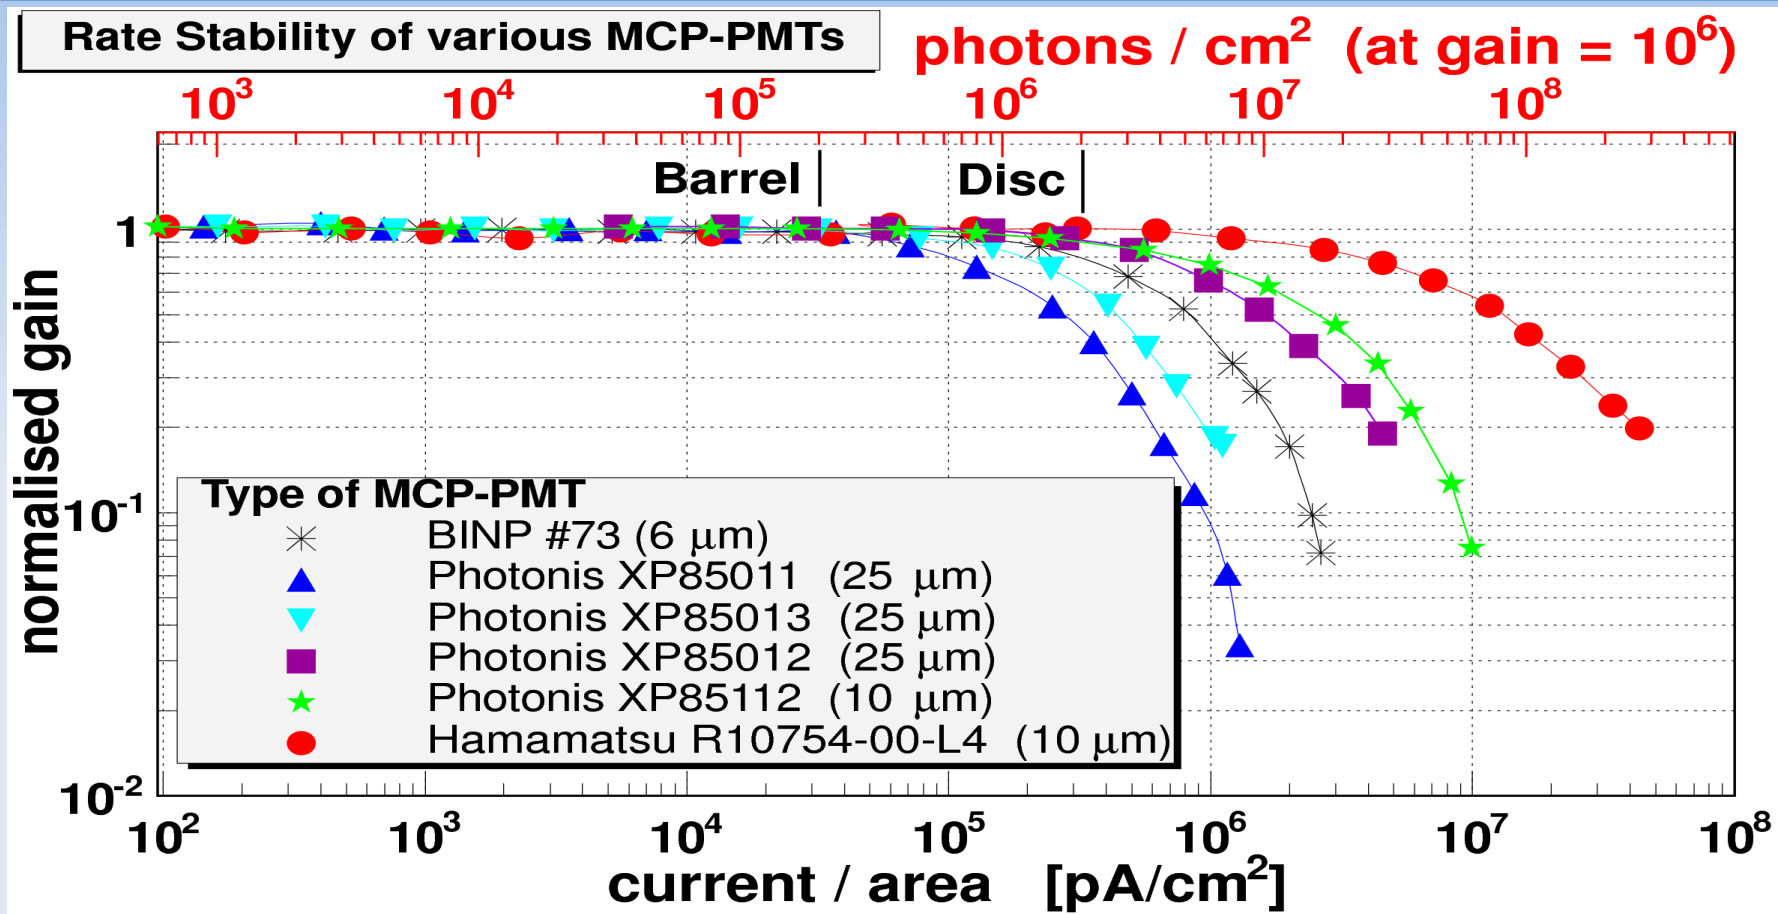 Rate Stability of various MCP-PMTs
photons / cm² (at gain = 10⁶)
10³ 10⁴ 10⁵ 10⁶ 10⁷ 10⁸
Barrel
Disc
normalised gain
1
10⁻¹
10⁻²
Type of MCP-PMT
BINP #73 (6 μm)
Photonis XP85011 (25 μm)
Photonis XP85013 (25 μm)
Photonis XP85012 (25 μm)
Photonis XP85112 (10 μm)
Hamamatsu R10754-00-L4 (10 μm)
10² 10³ 10⁴ 10⁵ 10⁶ 10⁷ 10⁸
current / area [pA/cm²]